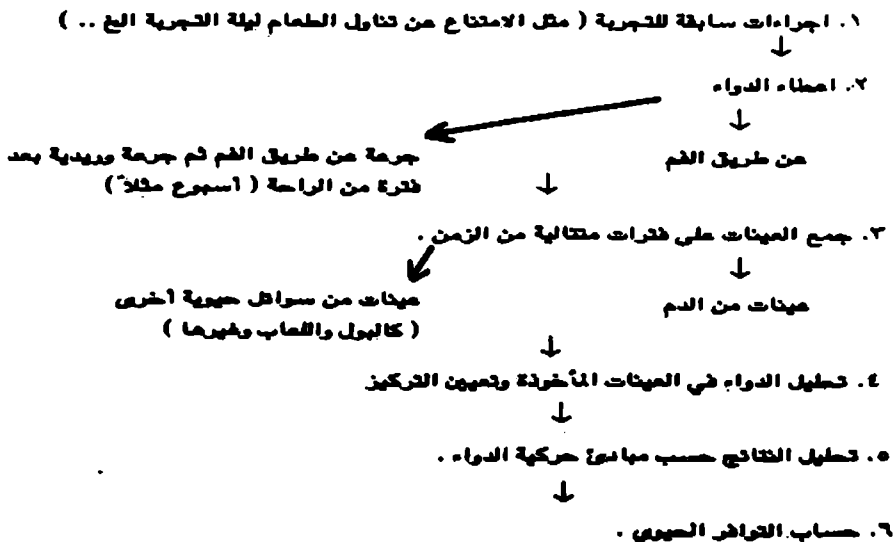 ١. اجراءات سابقة للتجربة ( مثل الامتناع عن تناول الطعام ليلة التجربة الخ .. )
↓
٢. اعطاء الدواء
↓
عن طريق الفم
جرعة عن طريق الفم ثم جرعة وريدية بعد
فترة من الراحة ( أسبوع مثلاً )
↓
٣. جمع العينات على فترات متتالية من الزمن .
↓
عينات من الدم
عينات من سوائل حيوية أخرى
( كالبول واللعاب وغيرها )
↓
٤. تحليل الدواء في العينات المأخوذة وتعيين التركيز
↓
٥. تحليل النتائج حسب مبادئ حركية الدواء .
↓
٦. حساب التوافر الحيوي .